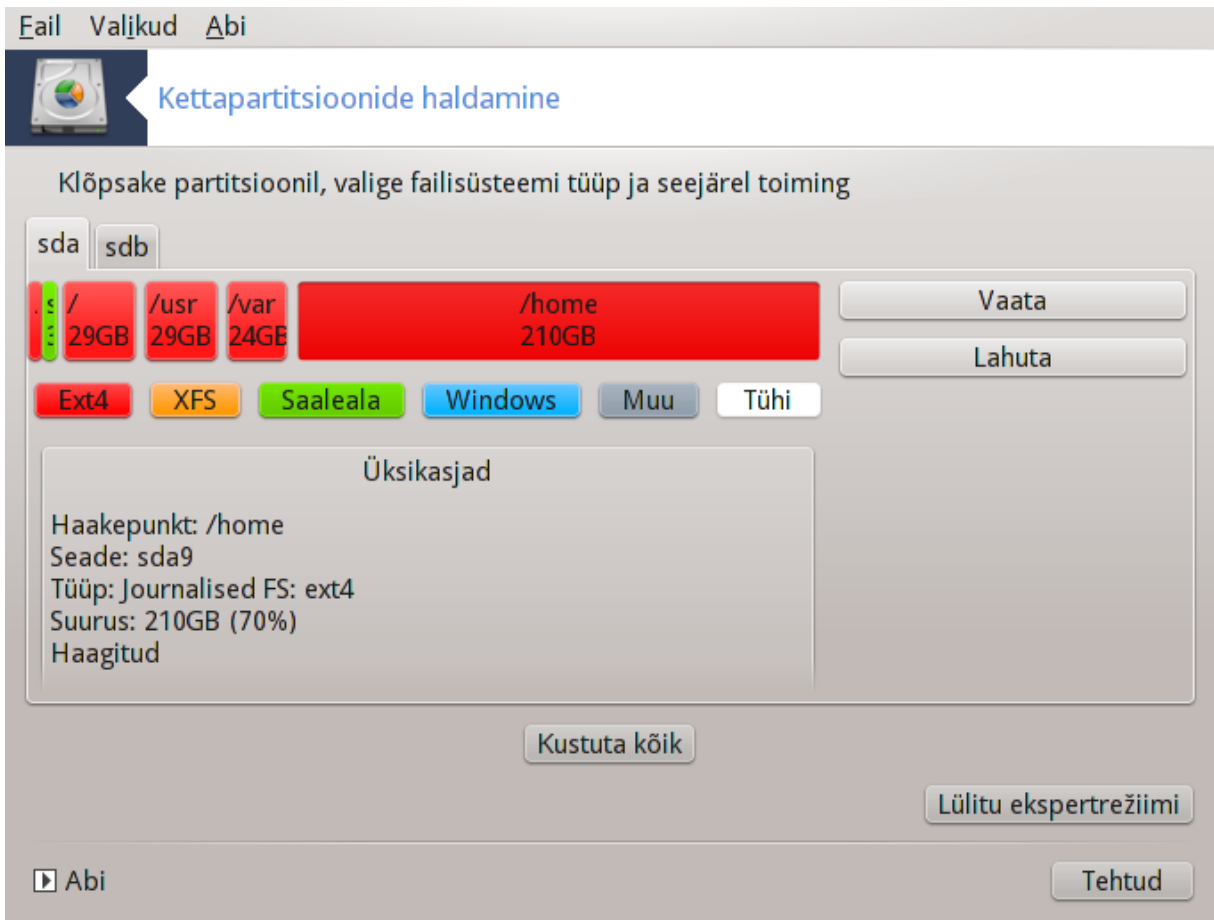 Fail Valikud Abi
Kettapartitsioonide haldamine
Klõpsake partitsioonil, valige failisüsteemi tüüp ja seejärel toiming
sda sdb
/ /usr /var /home
29GB 29GB 24GB 210GB
Vaata
Lahuta
Ext4 XFS Saaleala Windows Muu Tühi
Üksikasjad
Haakepunkt: /home
Seade: sda9
Tüüp: Journalised FS: ext4
Suurus: 210GB (70%)
Haagitud
Kustuta kõik
Lülitu ekspertrežiimi
Abi
Tehtud